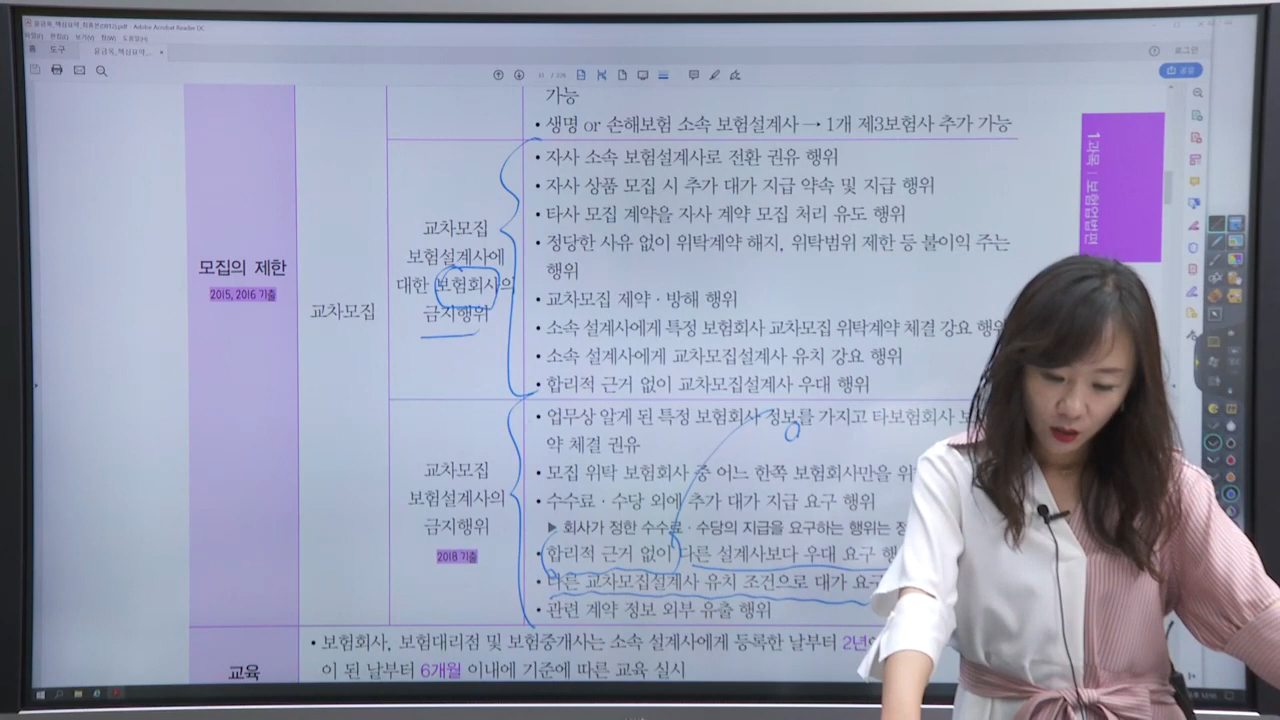 로그인
공유
가능
• 생명 or 손해보험 소속 보험설계사 → 1개 제3보험사 추가 가능
1과목 | 보험업법편
모집의 제한
2015, 2016 기출
교차모집
교차모집
보험설계사에
대한 보험회사의
금지행위
• 자사 소속 보험설계사로 전환 권유 행위
• 자사 상품 모집 시 추가 대가 지급 약속 및 지급 행위
• 타사 모집 계약을 자사 계약 모집 처리 유도 행위
• 정당한 사유 없이 위탁계약 해지, 위탁범위 제한 등 불이익 주는
행위
• 교차모집 제약·방해 행위
• 소속 설계사에게 특정 보험회사 교차모집 위탁계약 체결 강요 행위
• 소속 설계사에게 교차모집설계사 유치 강요 행위
• 합리적 근거 없이 교차모집설계사 우대 행위
교차모집
보험설계사의
금지행위
2018 기출
• 업무상 알게 된 특정 보험회사 정보를 가지고 타보험회사
약 체결 권유
• 모집 위탁 보험회사 중 어느 한쪽 보험회사만을
• 수수료·수당 외에 추가 대가 지급 요구 행위
▶ 회사가 정한 수수료·수당의 지급을 요구하는 행위는
• 합리적 근거 없이 다른 설계사보다 우대 요구
• 다른 교차모집설계사 유치 조건으로 대가
• 관련 계약 정보 외부 유출 행위
교육
• 보험회사, 보험대리점 및 보험중개사는 소속 설계사에게 등록한 날부터 2년
이 된 날부터 6개월 이내에 기준에 따른 교육 실시